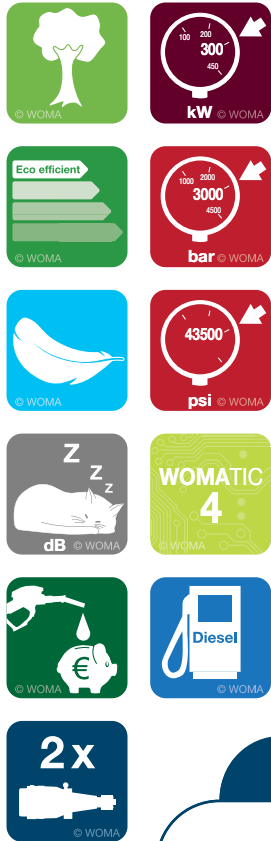 © WOMA
100
200
300
450
kW © WOMA
Eco efficient
© WOMA
1000
2000
3000
4500
bar © WOMA
© WOMA
43500
psi © WOMA
Z
Z
Z
dB © WOMA
WOMATIC
4
© WOMA
€
© WOMA
Diesel
© WOMA
2x
© WOMA